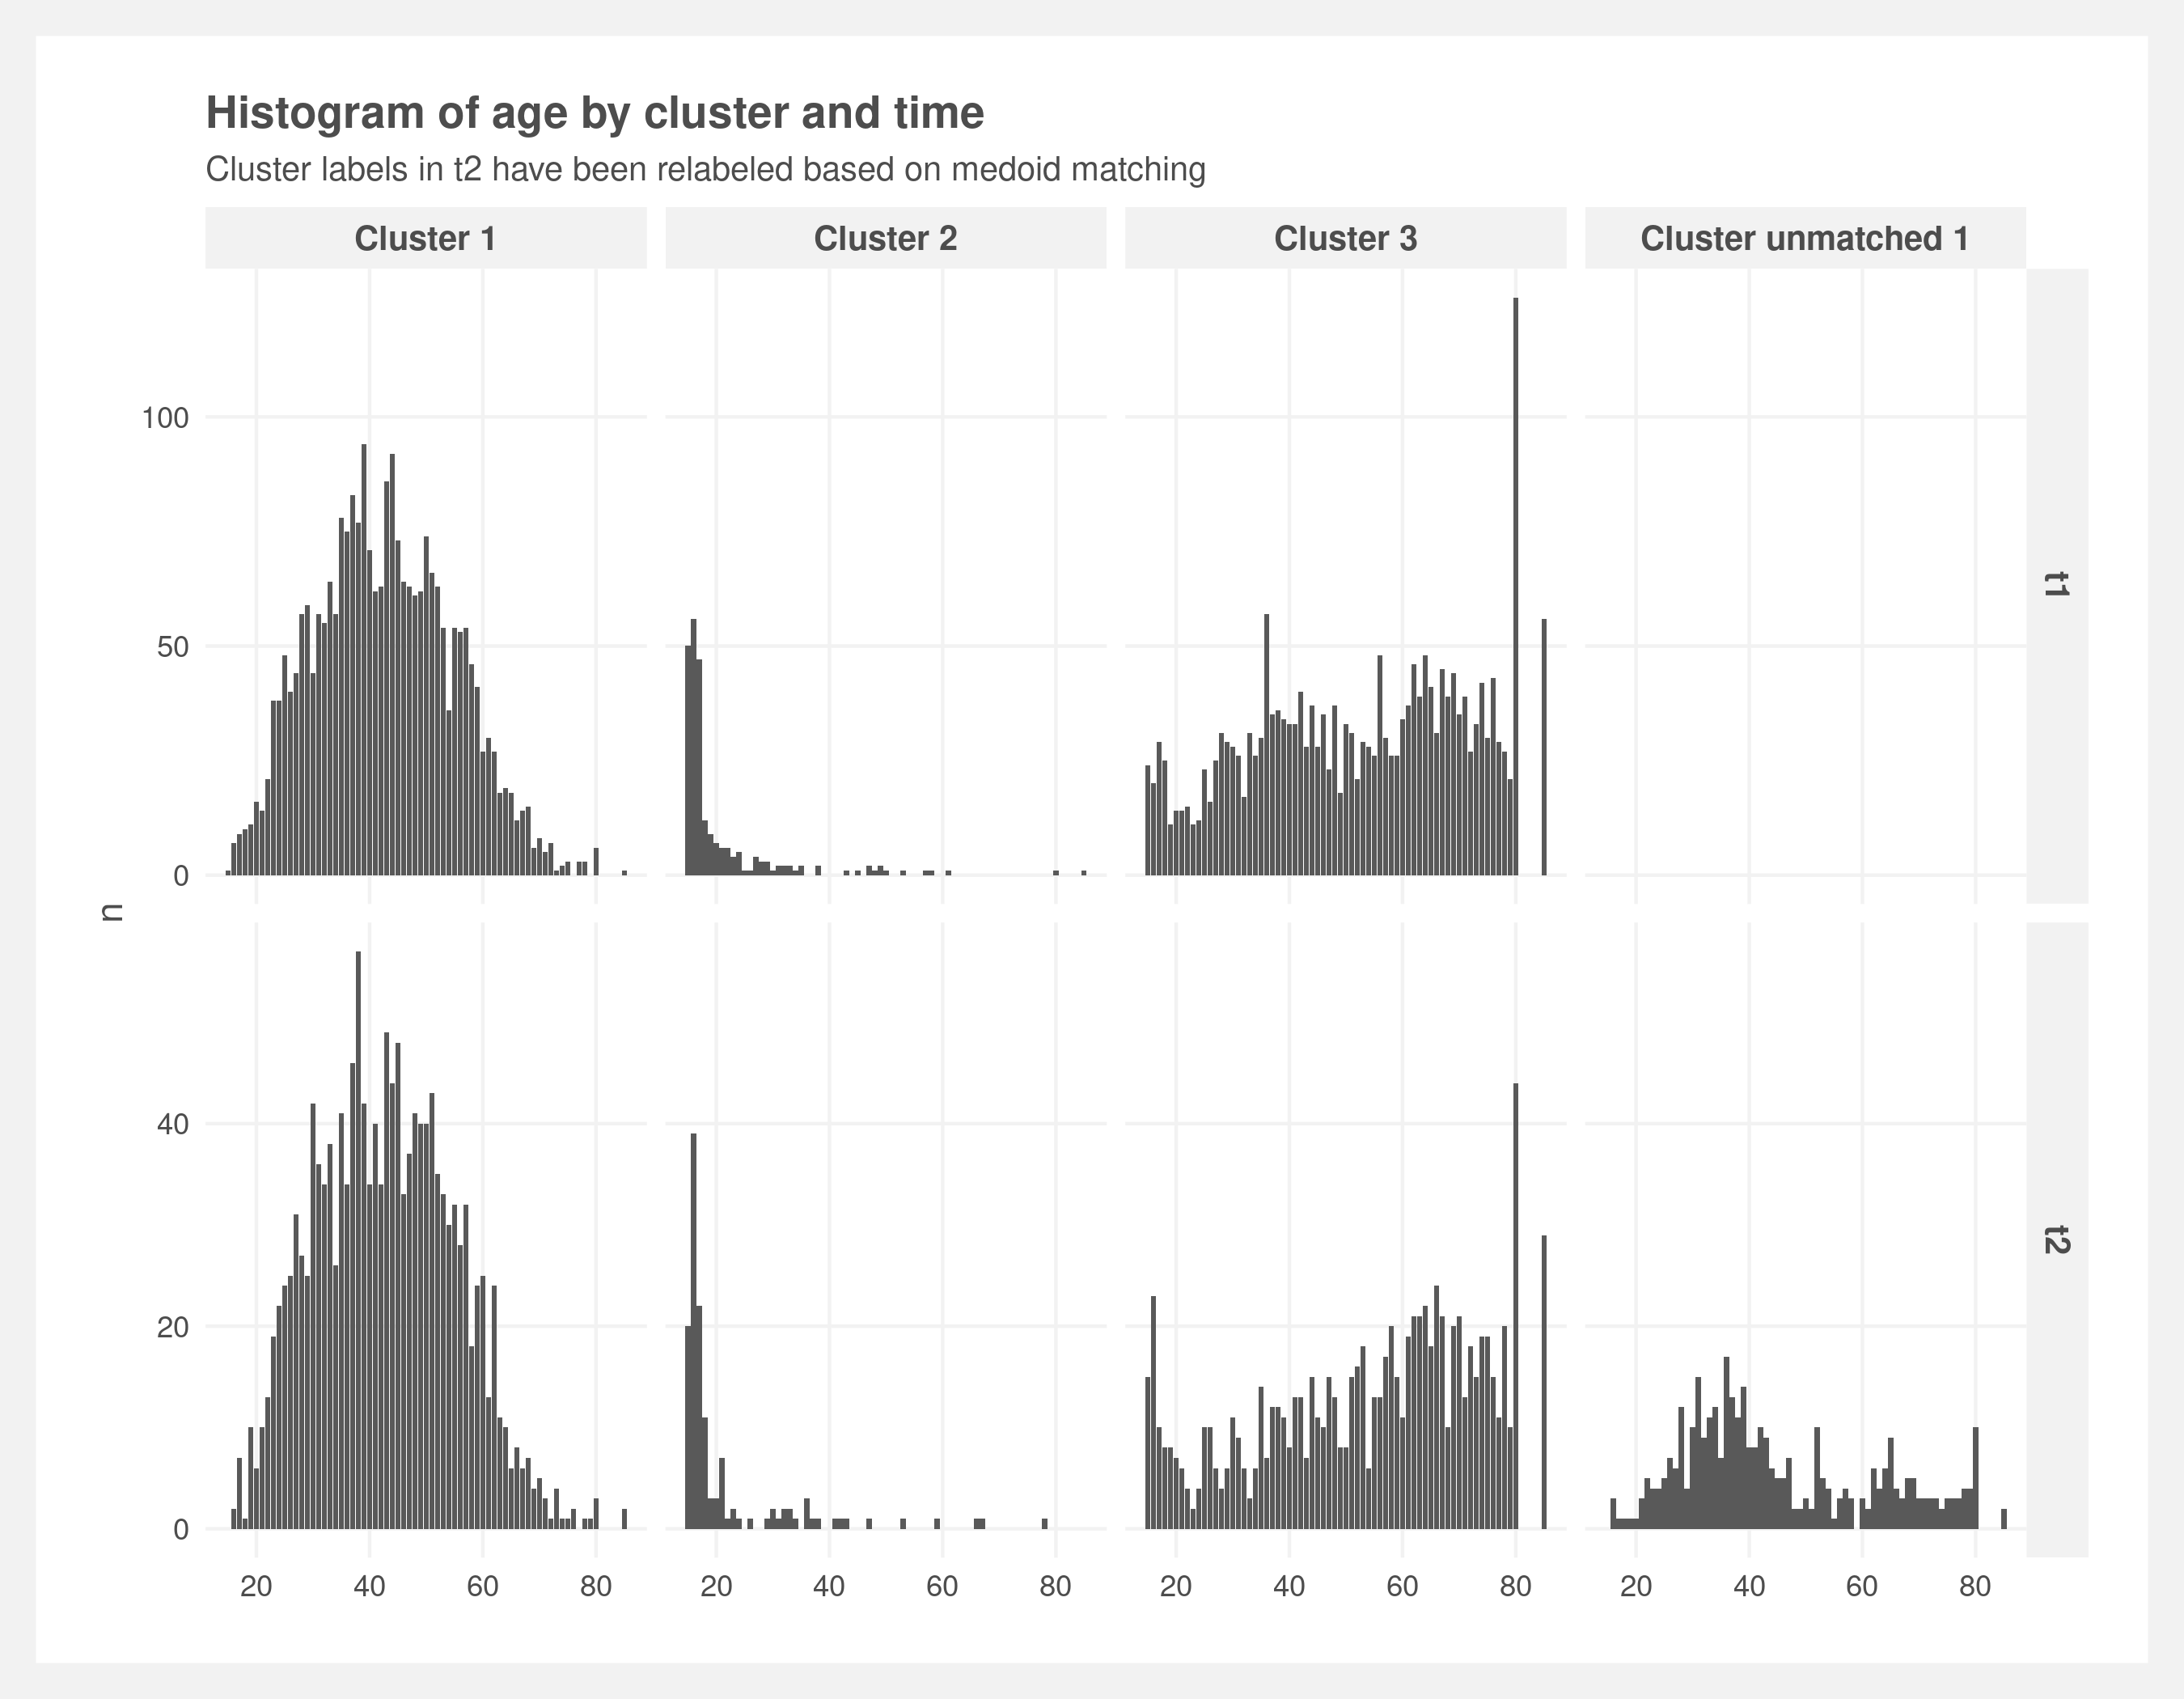 Histogram of age by cluster and time
Cluster labels in t2 have been relabeled based on medoid matching
Cluster 1 Cluster 2 Cluster 3 Cluster unmatched 1
100
50
0
t1
n
40
20
0
t2
20 40 60 80 20 40 60 80 20 40 60 80 20 40 60 80